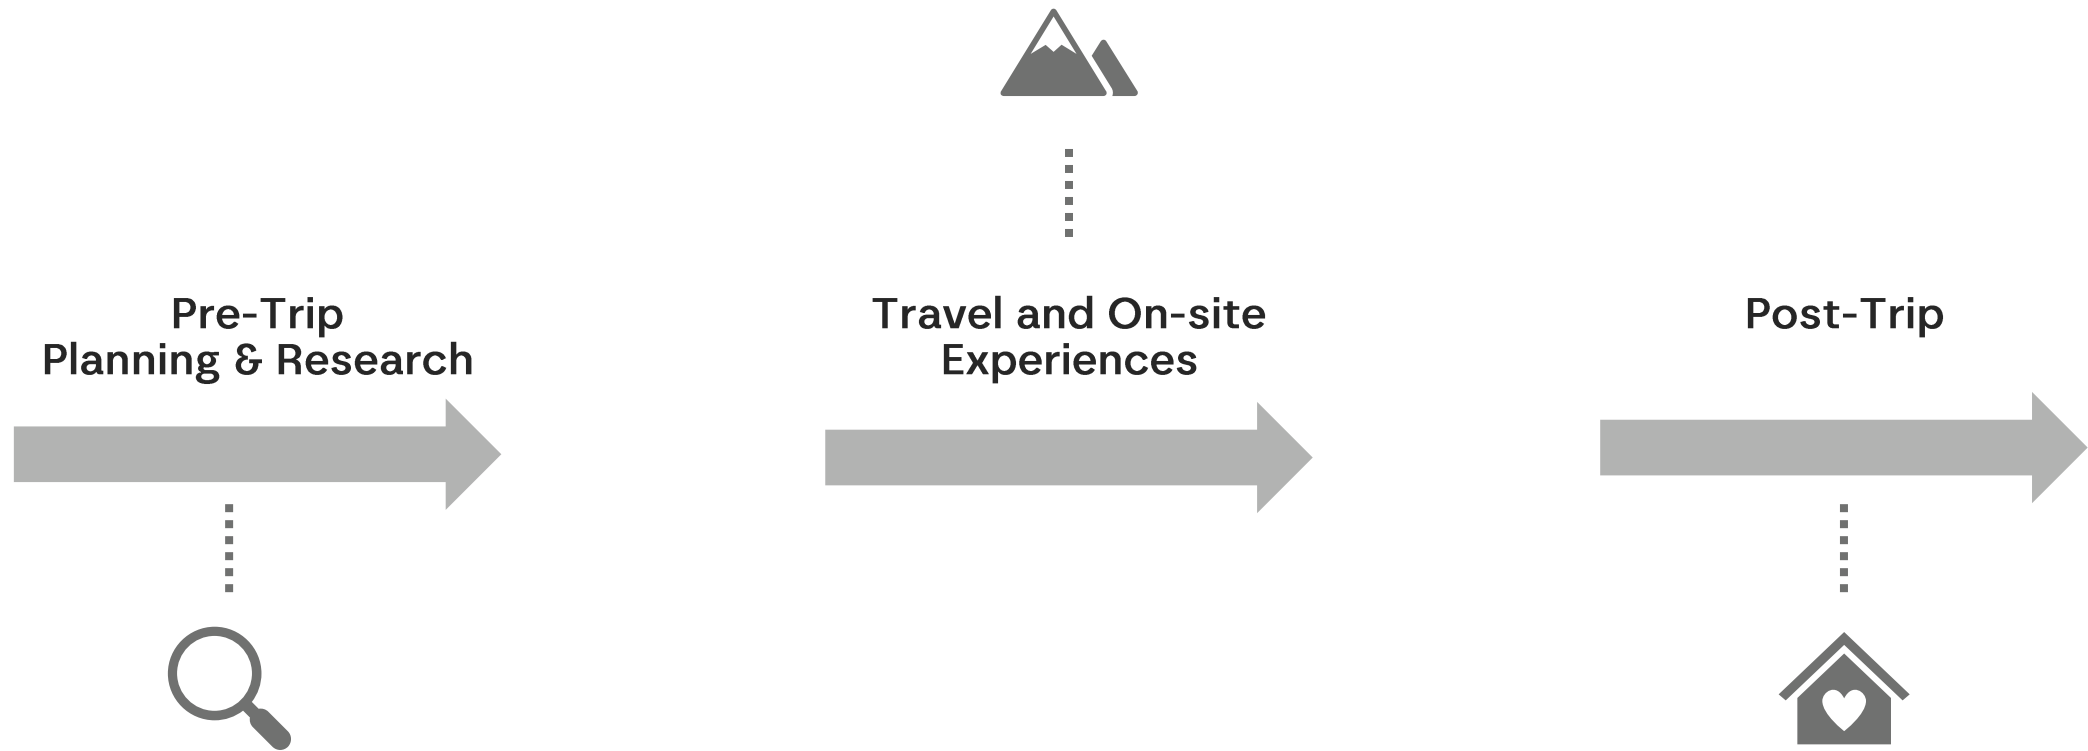 Pre-Trip
Planning & Research
Travel and On-site
Experiences
Post-Trip